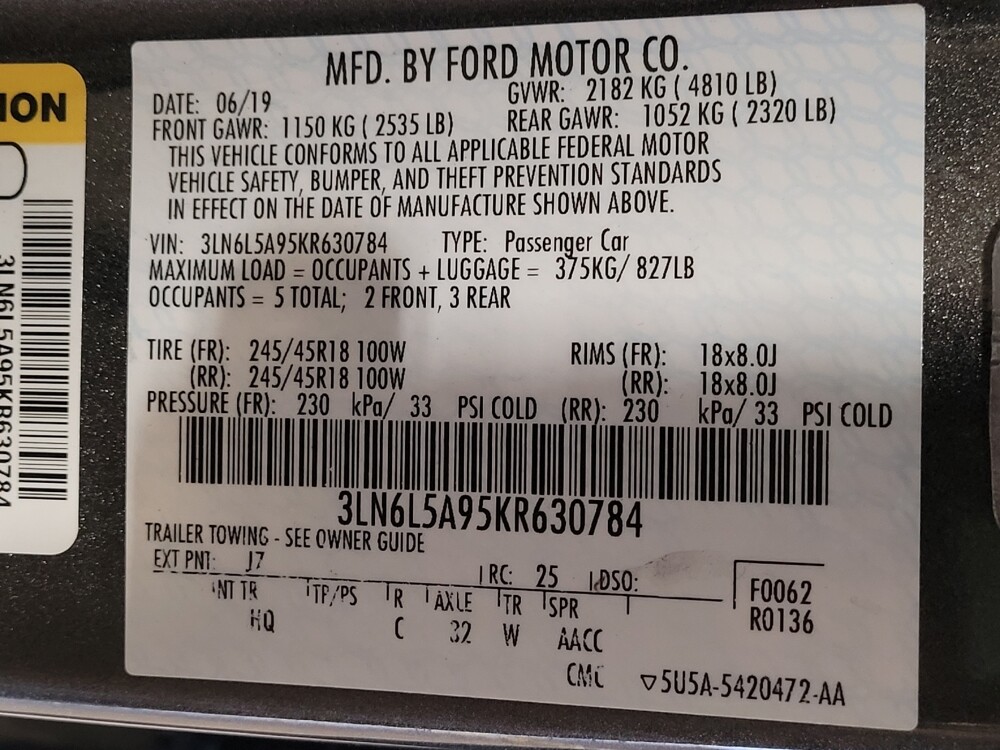 ION
3LN6L5A95KR630784
MFD. BY FORD MOTOR CO.
DATE: 06/19 GVWR: 2182 KG ( 4810 LB)
FRONT GAWR: 1150 KG ( 2535 LB) REAR GAWR: 1052 KG ( 2320 LB)
THIS VEHICLE CONFORMS TO ALL APPLICABLE FEDERAL MOTOR
VEHICLE SAFETY, BUMPER, AND THEFT PREVENTION STANDARDS
IN EFFECT ON THE DATE OF MANUFACTURE SHOWN ABOVE.
VIN: 3LN6L5A95KR630784 TYPE: Passenger Car
MAXIMUM LOAD = OCCUPANTS + LUGGAGE = 375KG/ 827LB
OCCUPANTS = 5 TOTAL; 2 FRONT, 3 REAR
TIRE (FR): 245/45R18 100W RIMS (FR): 18x8.0J
(RR): 245/45R18 100W (RR): 18x8.0J
PRESSURE (FR): 230 kPa/ 33 PSI COLD (RR): 230 kPa/ 33 PSI COLD
3LN6L5A95KR630784
TRAILER TOWING - SEE OWNER GUIDE
EXT PNT: J7 RC: 25 DSO:
INT TR TP/PS R AXLE TR SPR F0062
HQ C 32 W AACC R0136
CMC ▽5U5A-5420472-AA